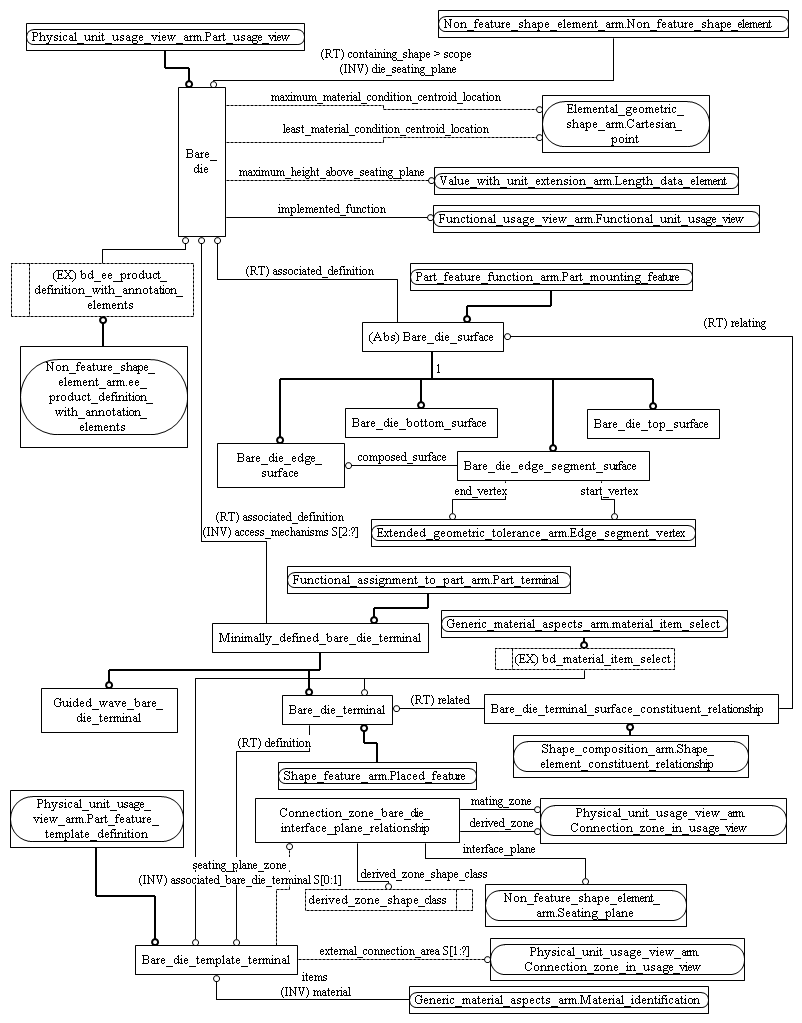 Physical_unit_usage_view_arm.Part_usage_view
Non_feature_shape_element_arm.Non_feature_shape_element
(RT) containing_shape > scope
(INV) die_seating_plane
maximum_material_condition_centroid_location
Elemental_geometric_
shape_arm.Cartesian_
point
least_material_condition_centroid_location
Bare_
die
maximum_height_above_seating_plane
Value_with_unit_extension_arm.Length_data_element
implemented_function
Functional_usage_view_arm.Functional_unit_usage_view
(EX) bd_ee_product_
definition_with_annotation_
elements
(RT) associated_definition
Part_feature_function_arm.Part_mounting_feature
(Abs) Bare_die_surface
(RT) relating
Non_feature_shape_
element_arm.ee_
product_definition_
with_annotation_
elements
1
Bare_die_bottom_surface
Bare_die_top_surface
Bare_die_edge_
surface
composed_surface
Bare_die_edge_segment_surface
end_vertex
start_vertex
(RT) associated_definition
(INV) access_mechanisms S[2:?]
Extended_geometric_tolerance_arm.Edge_segment_vertex
Functional_assignment_to_part_arm.Part_terminal
Minimally_defined_bare_die_terminal
Generic_material_aspects_arm.material_item_select
(EX) bd_material_item_select
Guided_wave_bare_
die_terminal
Bare_die_terminal
(RT) related
Bare_die_terminal_surface_constituent_relationship
(RT) definition
Shape_composition_arm.Shape_
element_constituent_relationship
Shape_feature_arm.Placed_feature
Physical_unit_usage_
view_arm.Part_feature_
template_definition
Connection_zone_bare_die_
interface_plane_relationship
mating_zone
derived_zone
Physical_unit_usage_view_arm.
Connection_zone_in_usage_view
interface_plane
seating_plane_zone
(INV) associated_bare_die_terminal S[0:1]
derived_zone_shape_class
derived_zone_shape_class
Non_feature_shape_element_
arm.Seating_plane
Bare_die_template_terminal
external_connection_area S[1:?]
Physical_unit_usage_view_arm.
Connection_zone_in_usage_view
items
(INV) material
Generic_material_aspects_arm.Material_identification